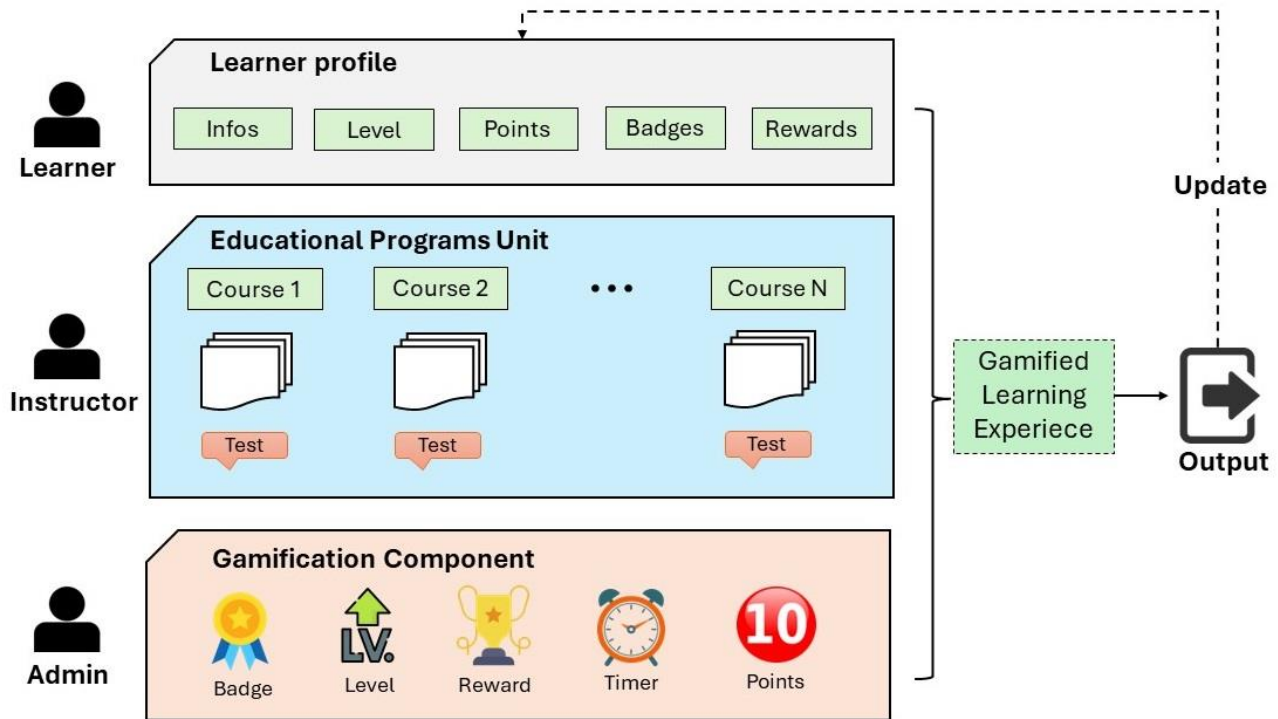 Learner profile
Infos
Level
Points
Badges
Rewards
Learner
Update
Educational Programs Unit
Course 1
Course 2
...
Course N
Test
Test
Test
Instructor
Gamified
Learning
Experiece
Output
Gamification Component
LV.
10
Badge
Level
Reward
Timer
Points
Admin